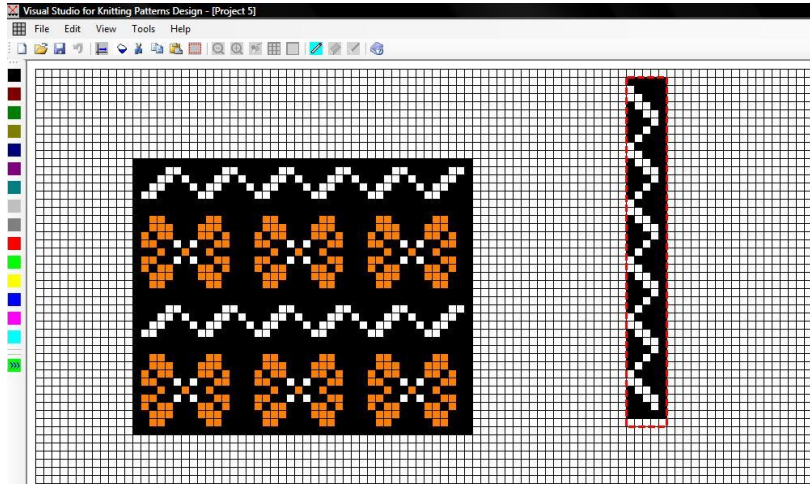 Visual Studio for Knitting Patterns Design - [Project 5]
File Edit View Tools Help